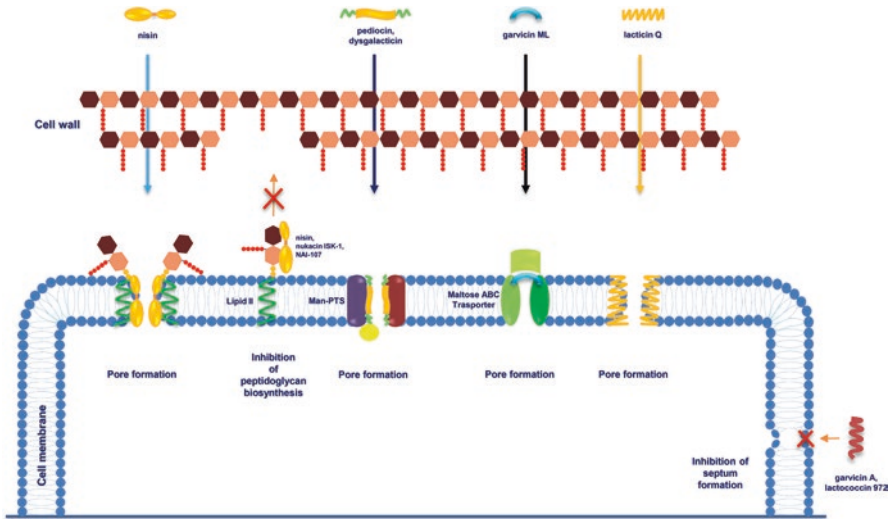 nisin
pediocin,
dysgalacticin
garvicin ML
lacticin Q
Cell wall
nisin,
nukacin ISK-1,
NAI-107
Lipid II
Man-PTS
Maltose ABC
Trasporter
Pore formation
Inhibition
of
peptidoglycan
biosynthesis
Pore formation
Pore formation
Pore formation
Cell membrane
Inhibition of
septum
formation
garvicin A,
lactococcin 972